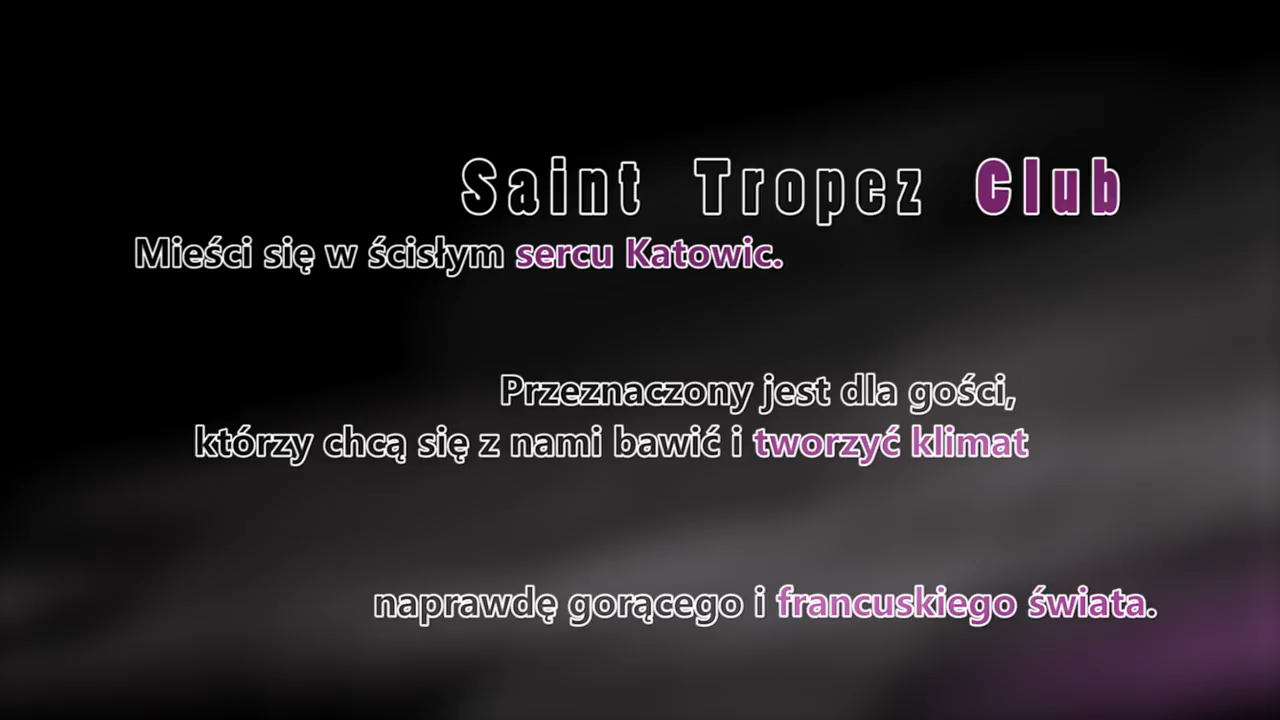 Saint Tropez Club
Mieści się w ścisłym sercu Katowic.
Przeznaczony jest dla gości,
którzy chcą się z nami bawić i tworzyć klimat
naprawdę gorącego i francuskiego świata.